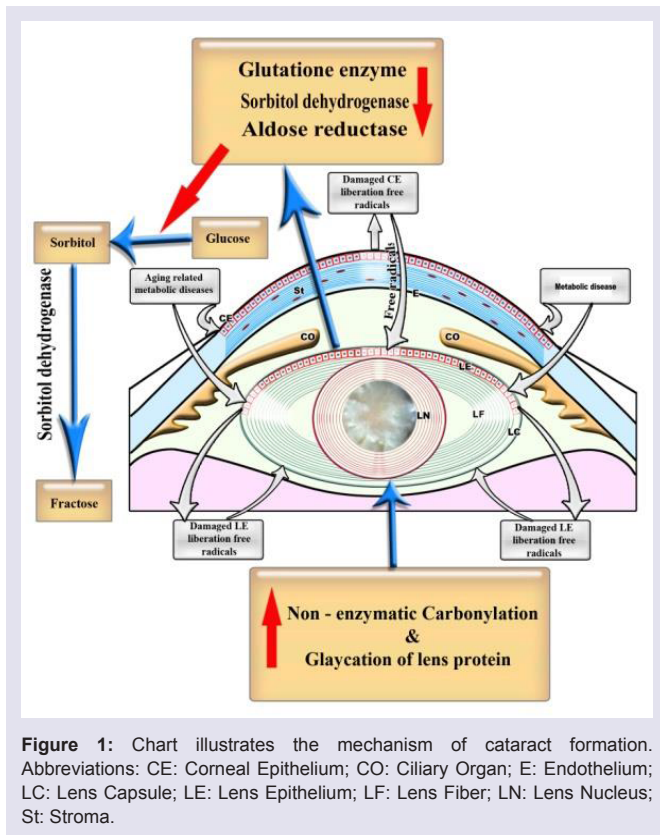 Glutatione enzyme
Sorbitol dehydrogenase
Aldose reductase
Damaged CE
liberation free
radicals
Sorbitol
Glucose
Sorbitol dehydrogenase
Fractose
Aging related
metabolic diseases
Metabolic disease
Free radicals
St
E
CE
CO
CO
LE
LN
LF
LC
Damaged LE
liberation free
radicals
Damaged LE
liberation free
radicals
Non - enzymatic Carbonylation
&
Glaycation of lens protein
Figure 1: Chart illustrates the mechanism of cataract formation.
Abbreviations: CE: Corneal Epithelium; CO: Ciliary Organ; E: Endothelium;
LC: Lens Capsule; LE: Lens Epithelium; LF: Lens Fiber; LN: Lens Nucleus;
St: Stroma.